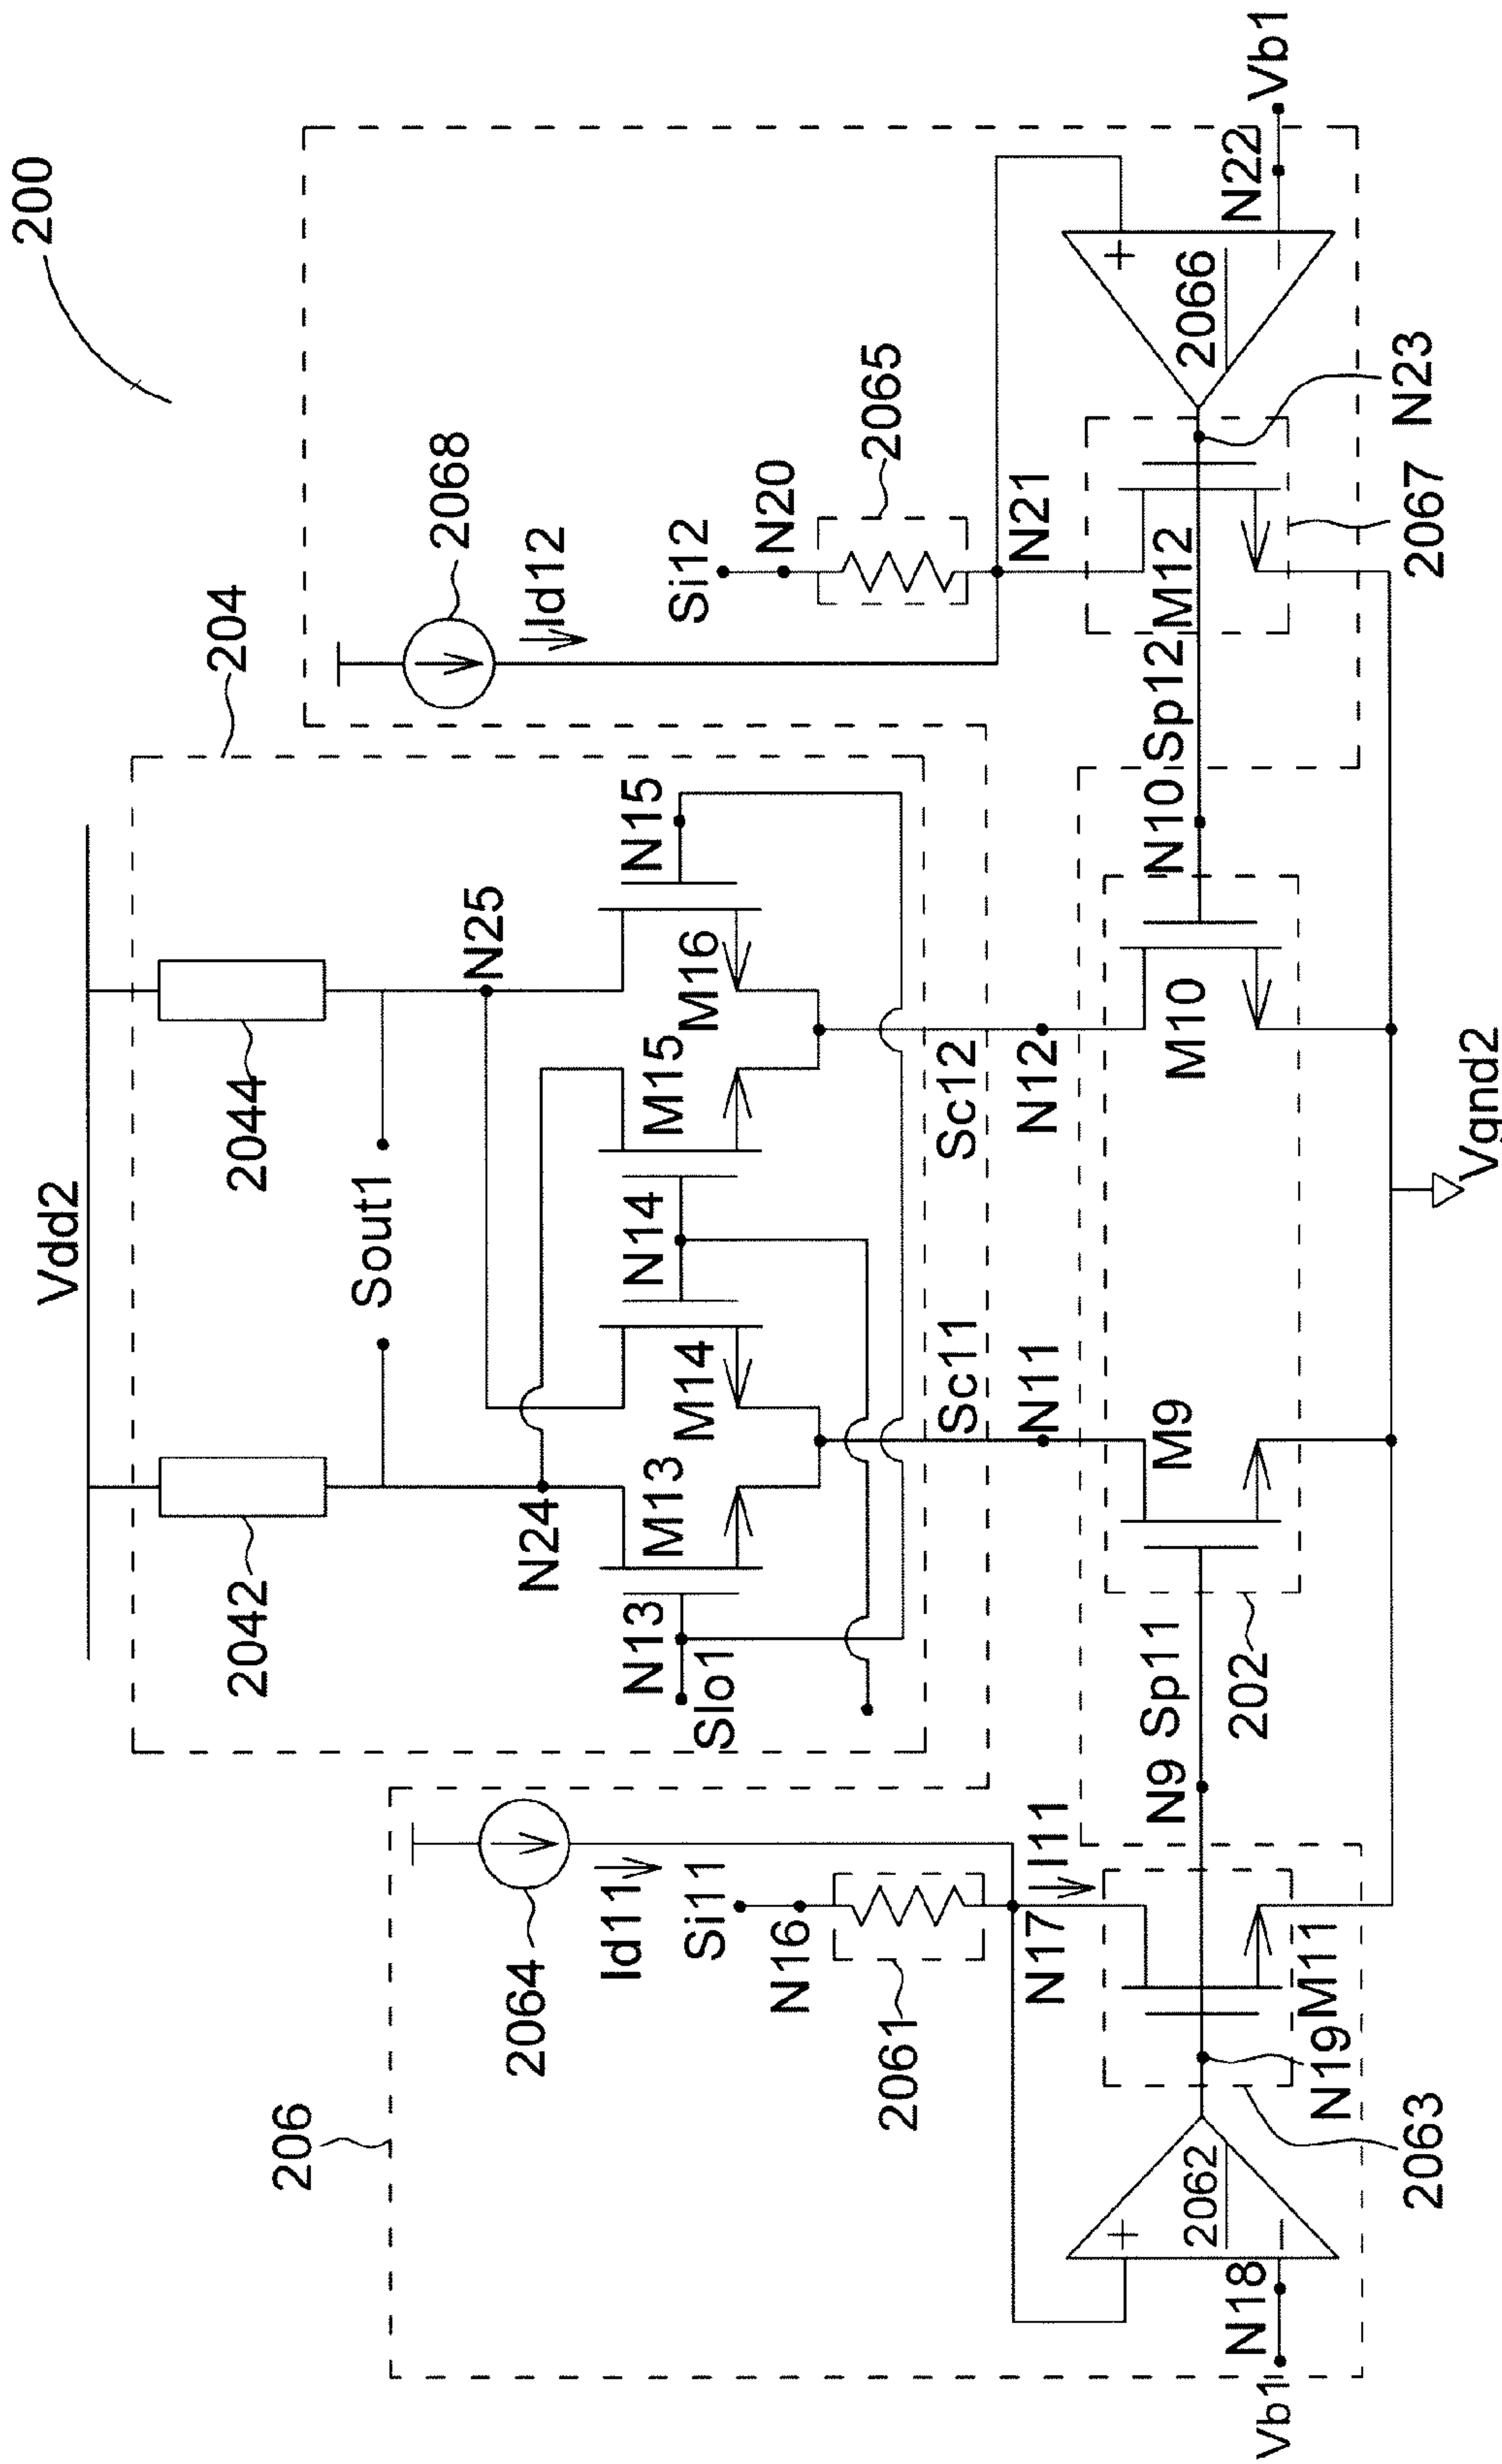 200
Vdd2
204
2042
2044
Sout1
N24
N25
M13
M14
M15
M16
N13
N14
N15
Slo1
206
2064
Id11
Si11
N16
2061
N17
I11
2068
Id12
Si12
N20
2065
N21
Sc11
N11
Sc12
N12
Vb1
N18
+
2062
−
N19
M11
2063
N9
Sp11
202
M9
M10
N10
Sp12
M12
2067
N23
+
2066
−
N22
Vb1
Vgnd2